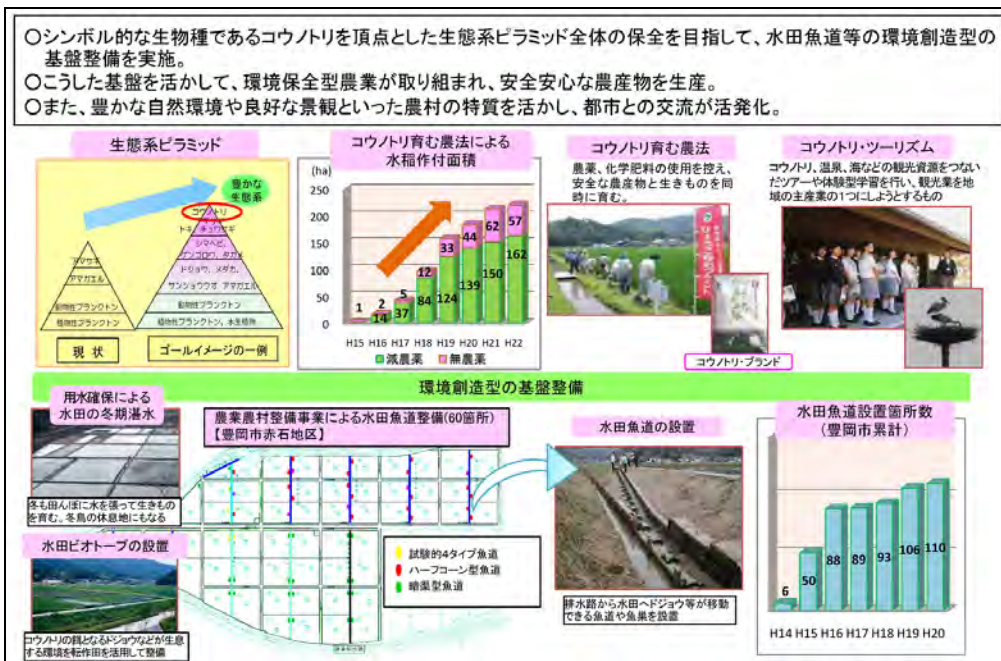 ○シンボル的な生物種であるコウノトリを頂点とした生態系ピラミッド全体の保全を目指して、水田魚道等の環境創造型の
基盤整備を実施。
○こうした基盤を活かして、環境保全型農業が取り組まれ、安全安心な農産物を生産。
○また、豊かな自然環境や良好な景観といった農村の特質を活かし、都市との交流が活発化。
生態系ピラミッド
豊かな
生態系
コウノトリ
トキ チュウサギ
シマヘビ、
ゲンゴロウ、タガメ
ドジョウ、メダカ、
サンショウウオ アマガエル
動物性プランクトン
植物性プランクトン、水生植物
アマサギ
アマガエル
動物性プランクトン
植物性プランクトン
現状
ゴールイメージの一例
コウノトリ育む農法による
水稲作付面積
(ha)
250
200
150
100
50
0
1
2
14
5
37
12
84
33
124
44
139
62
150
57
162
H15 H16 H17 H18 H19 H20 H21 H22
減農薬 無農薬
コウノトリ育む農法
農薬、化学肥料の使用を控え、
安全な農産物と生きものを同
時に育む。
コウノトリ・ブランド
コウノトリ・ツーリズム
コウノトリ、温泉、海などの観光資源をつない
だツアーや体験型学習を行い、観光業を地
域の主産業の1つにしようとするもの
環境創造型の基盤整備
用水確保による
水田の冬期湛水
冬も田んぼに水を張って生きもの
を育む。冬鳥の休息地にもなる
水田ビオトープの設置
コウノトリの餌となるドジョウなどが生息
する環境を転作田を活用して整備
農業農村整備事業による水田魚道整備(60箇所)
【豊岡市赤石地区】
試験的4タイプ魚道
ハーフコーン型魚道
暗渠型魚道
水田魚道の設置
排水路から水田へドジョウ等が移動
できる魚道や魚巣を設置
水田魚道設置箇所数
(豊岡市累計)
6
50
88
89
93
106
110
H14 H15 H16 H17 H18 H19 H20